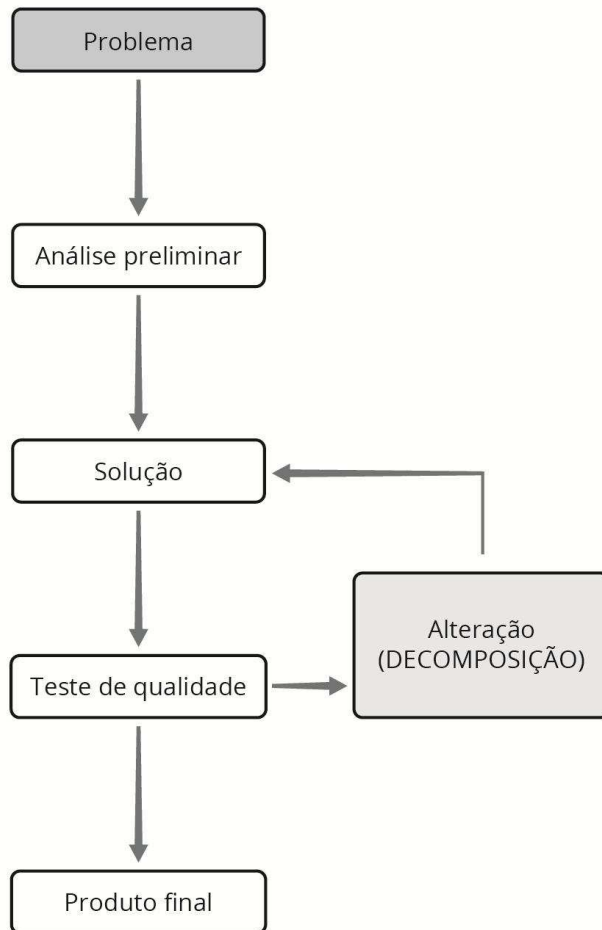 Problema
Análise preliminar
Solução
Alteração
(DECOMPOSIÇÃO)
Teste de qualidade
Produto final